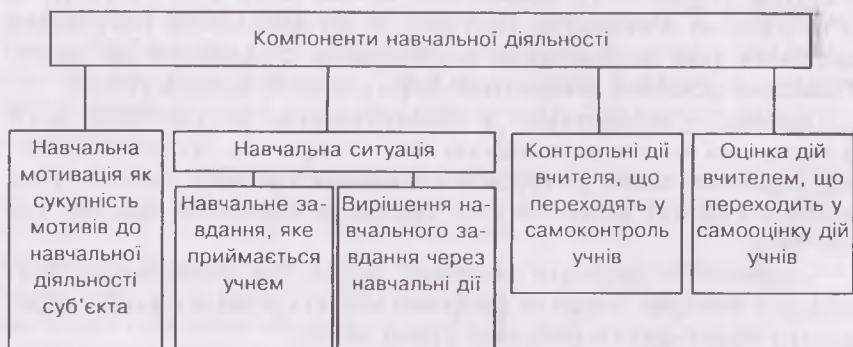 Компоненти навчальної діяльності
Навчальна
мотивація як
сукупність
мотивів до
навчальної
діяльності
суб'єкта
Навчальна ситуація
Навчальне за-
вдання, яке
приймається
учнем
Вирішення на-
вчального за-
вдання через
навчальні дії
Контрольні дії
вчителя, що
переходять у
самоконтроль
учнів
Оцінка дій
вчителем, що
переходить у
самооцінку дій
учнів